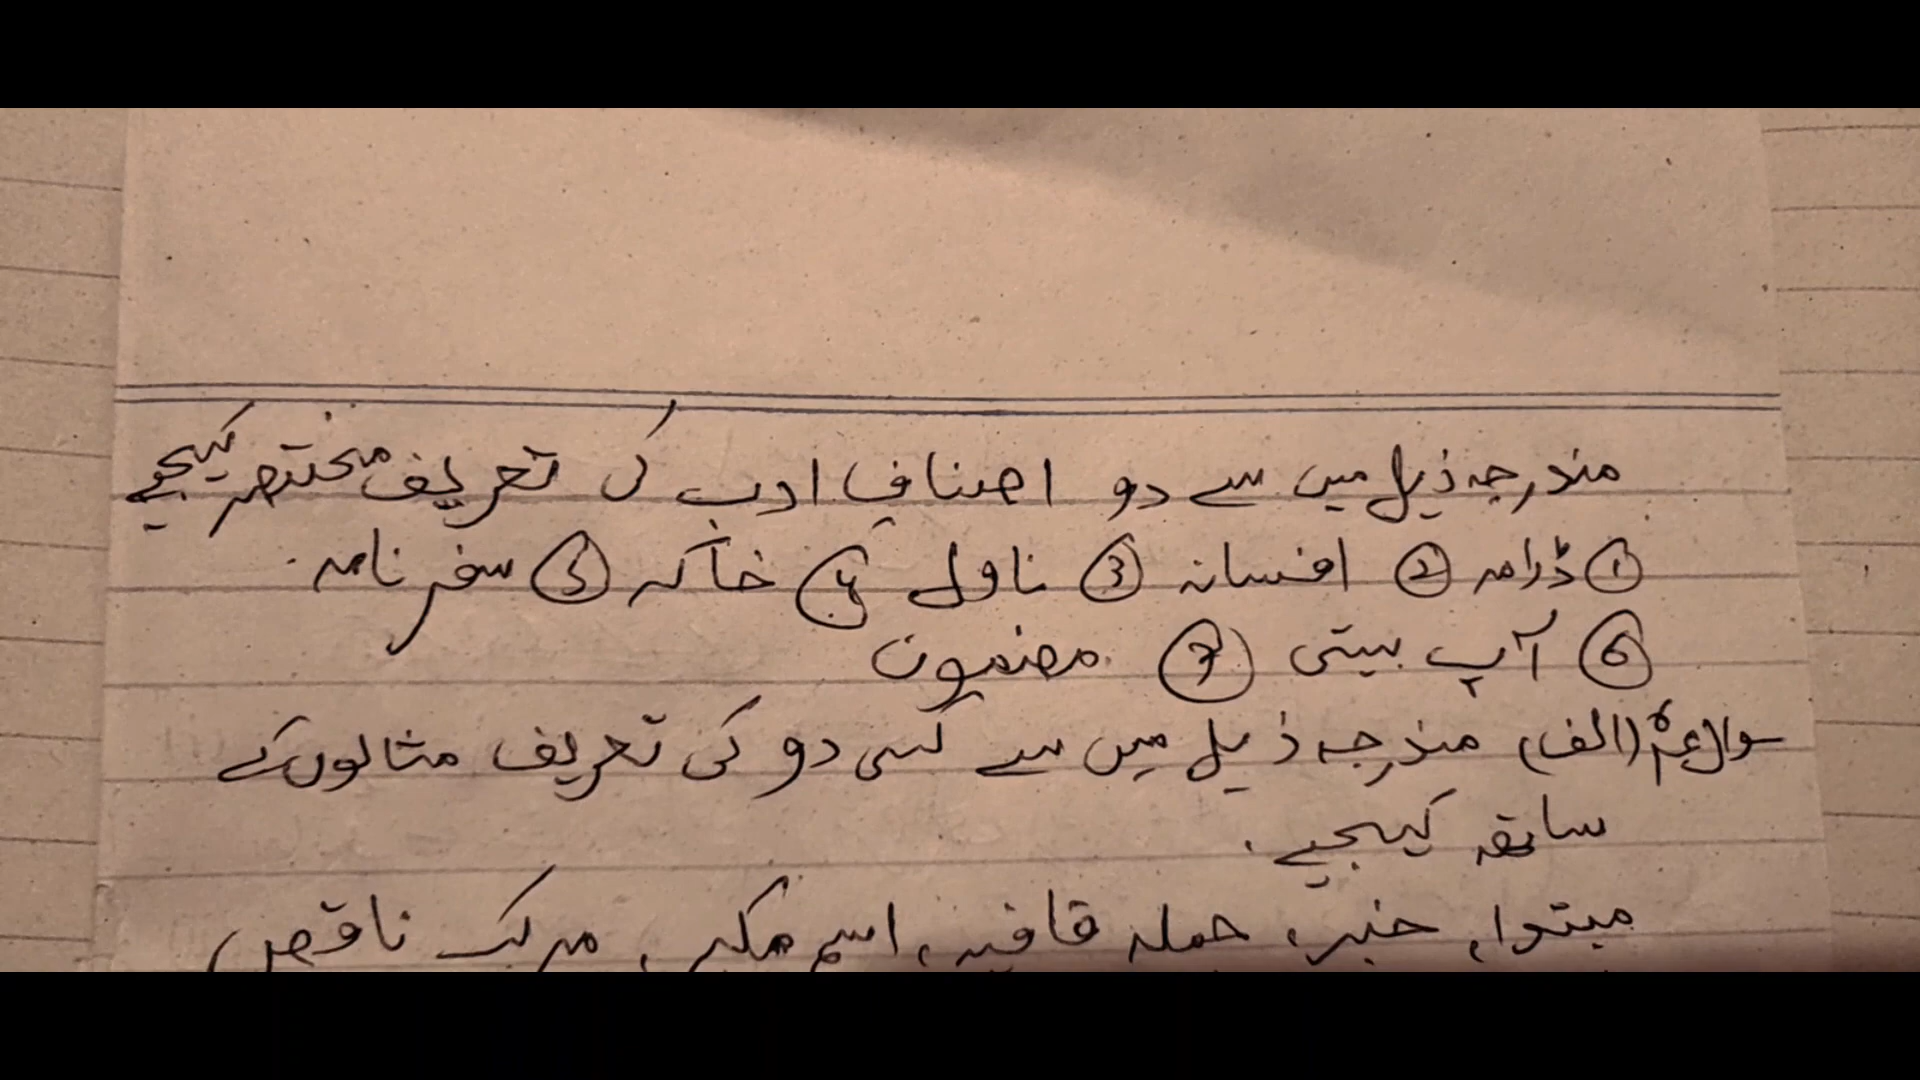 مندرجہ ذیل میں سے دو اصنافِ ادب کی تعریف مختصر کیجیے
① ڈرامہ ② افسانہ ③ ناول ④ خاکہ ⑤ سفر نامہ۔
⑥ آپ بیتی ⑦ مضمون
سوال (الف) مندرجہ ذیل میں سے کسی دو کی تعریف مثالوں کے
ساتھ کیجیے۔
مبتدا، خبر، جملہ قافیہ، اسم مکبر، مرکب ناقص،